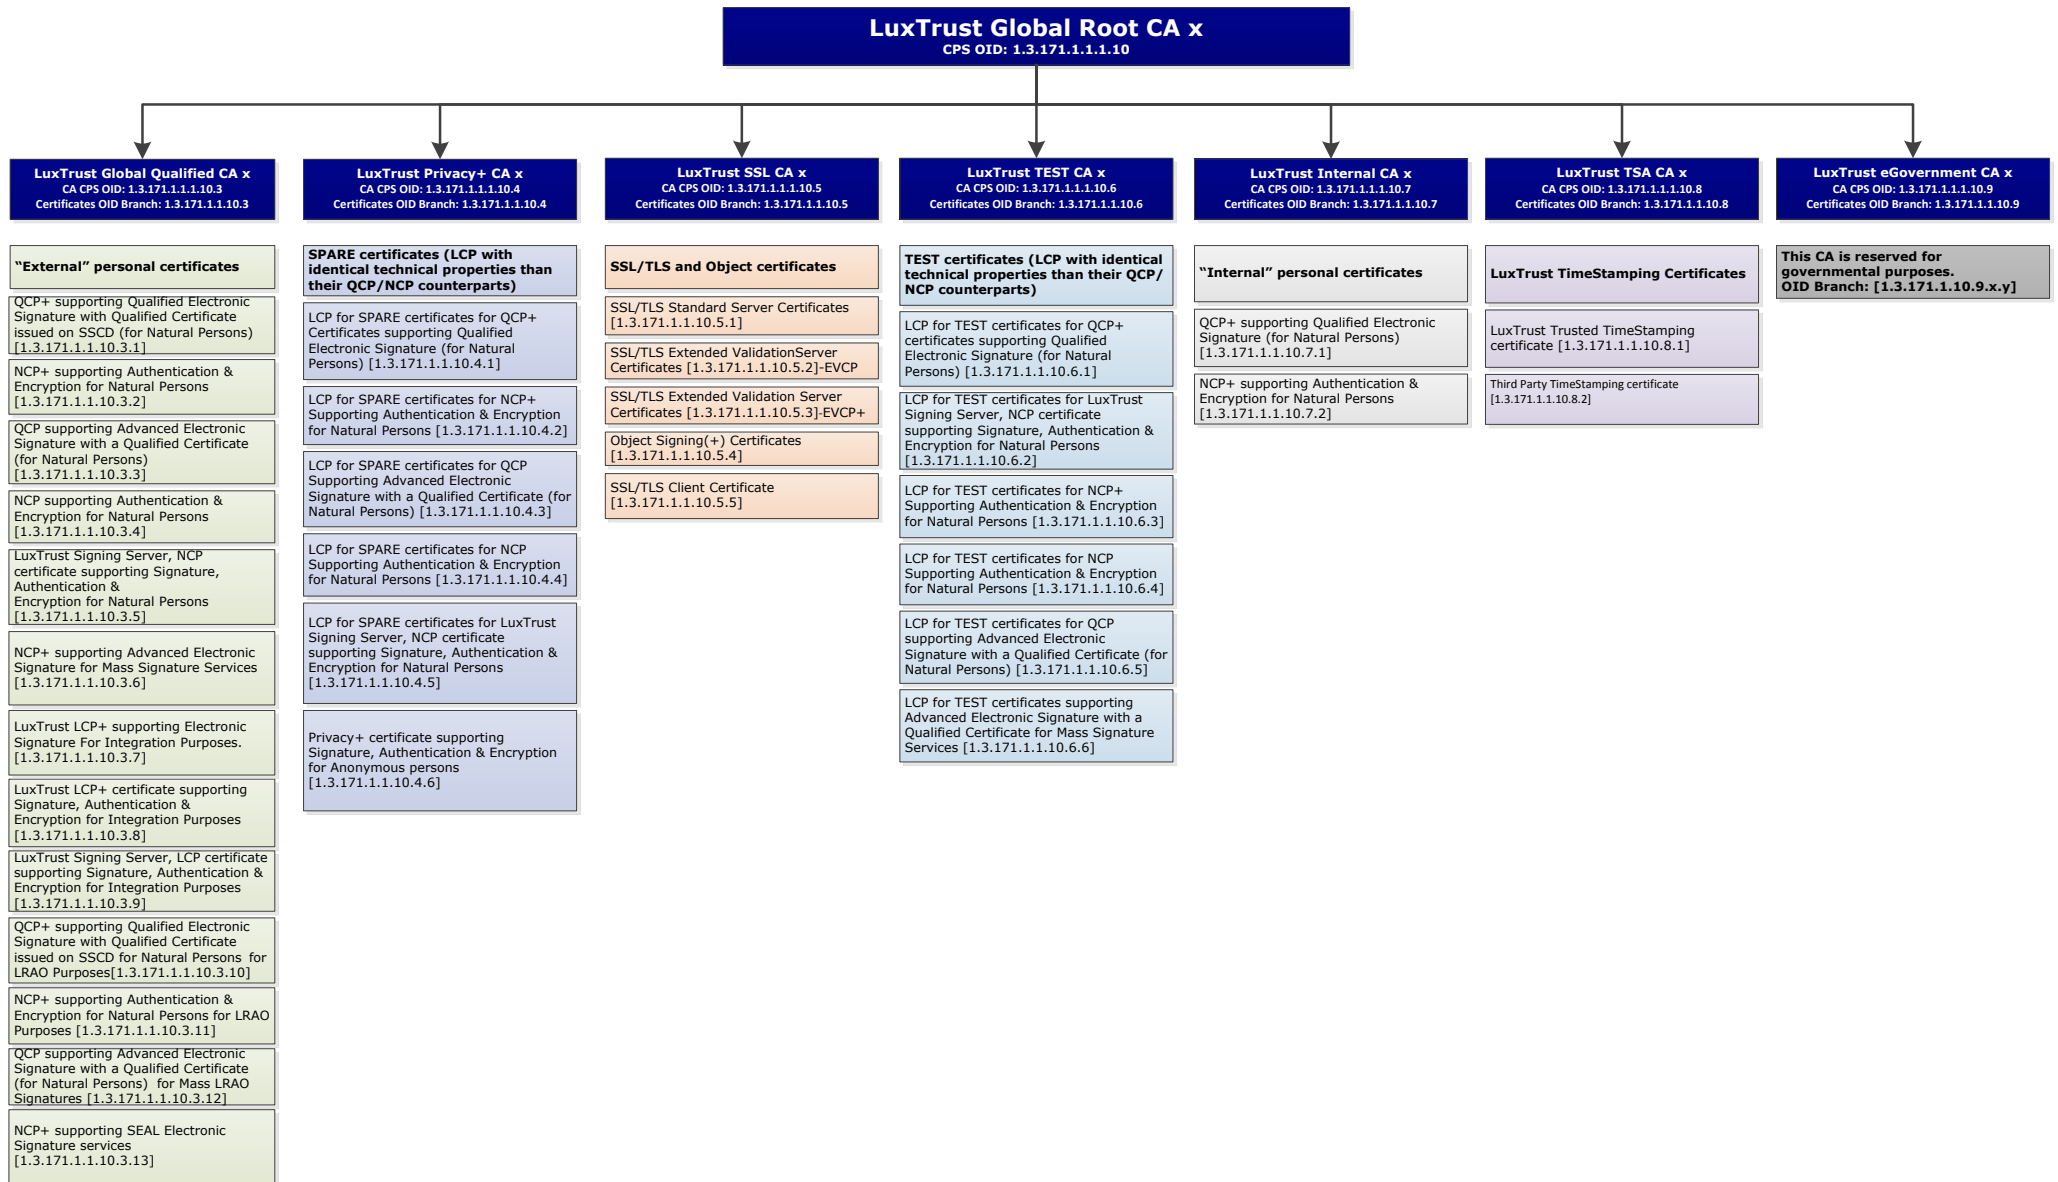 LuxTrust Global Root CA x
CPS OID: 1.3.171.1.1.1.10
LuxTrust Global Qualified CA x
CA CPS OID: 1.3.171.1.1.1.10.3
Certificates OID Branch: 1.3.171.1.1.10.3
“External” personal certificates
QCP+ supporting Qualified Electronic
Signature with Qualified Certificate
issued on SSCD (for Natural Persons)
[1.3.171.1.1.10.3.1]
NCP+ supporting Authentication &
Encryption for Natural Persons
[1.3.171.1.1.10.3.2]
QCP supporting Advanced Electronic
Signature with a Qualified Certificate
(for Natural Persons)
[1.3.171.1.1.10.3.3]
NCP supporting Authentication &
Encryption for Natural Persons
[1.3.171.1.1.10.3.4]
LuxTrust Signing Server, NCP
certificate supporting Signature,
Authentication &
Encryption for Natural Persons
[1.3.171.1.1.10.3.5]
NCP+ supporting Advanced Electronic
Signature for Mass Signature Services
[1.3.171.1.1.10.3.6]
LuxTrust LCP+ supporting Electronic
Signature For Integration Purposes.
[1.3.171.1.1.10.3.7]
LuxTrust LCP+ certificate supporting
Signature, Authentication &
Encryption for Integration Purposes
[1.3.171.1.1.10.3.8]
LuxTrust Signing Server, LCP certificate
supporting Signature, Authentication &
Encryption for Integration Purposes
[1.3.171.1.1.10.3.9]
QCP+ supporting Qualified Electronic
Signature with Qualified Certificate
issued on SSCD for Natural Persons for
LRAO Purposes[1.3.171.1.1.10.3.10]
NCP+ supporting Authentication &
Encryption for Natural Persons for LRAO
Purposes [1.3.171.1.1.10.3.11]
QCP supporting Advanced Electronic
Signature with a Qualified Certificate
(for Natural Persons) for Mass LRAO
Signatures [1.3.171.1.1.10.3.12]
NCP+ supporting SEAL Electronic
Signature services
[1.3.171.1.1.10.3.13]
LuxTrust Privacy+ CA x
CA CPS OID: 1.3.171.1.1.1.10.4
Certificates OID Branch: 1.3.171.1.1.10.4
SPARE certificates (LCP with
identical technical properties than
their QCP/NCP counterparts)
LCP for SPARE certificates for QCP+
Certificates supporting Qualified
Electronic Signature (for Natural
Persons) [1.3.171.1.1.10.4.1]
LCP for SPARE certificates for NCP+
Supporting Authentication & Encryption
for Natural Persons [1.3.171.1.1.10.4.2]
LCP for SPARE certificates for QCP
Supporting Advanced Electronic
Signature with a Qualified Certificate (for
Natural Persons) [1.3.171.1.1.10.4.3]
LCP for SPARE certificates for NCP
Supporting Authentication & Encryption
for Natural Persons [1.3.171.1.1.10.4.4]
LCP for SPARE certificates for LuxTrust
Signing Server, NCP certificate
supporting Signature, Authentication &
Encryption for Natural Persons
[1.3.171.1.1.10.4.5]
Privacy+ certificate supporting
Signature, Authentication & Encryption
for Anonymous persons
[1.3.171.1.1.10.4.6]
LuxTrust SSL CA x
CA CPS OID: 1.3.171.1.1.1.10.5
Certificates OID Branch: 1.3.171.1.1.10.5
SSL/TLS and Object certificates
SSL/TLS Standard Server Certificates
[1.3.171.1.1.10.5.1]
SSL/TLS Extended ValidationServer
Certificates [1.3.171.1.1.10.5.2]-EVCP
SSL/TLS Extended Validation Server
Certificates [1.3.171.1.1.10.5.3]-EVCP+
Object Signing(+) Certificates
[1.3.171.1.1.10.5.4]
SSL/TLS Client Certificate
[1.3.171.1.1.10.5.5]
LuxTrust TEST CA x
CA CPS OID: 1.3.171.1.1.1.10.6
Certificates OID Branch: 1.3.171.1.1.10.6
TEST certificates (LCP with identical
technical properties than their QCP/
NCP counterparts)
LCP for TEST certificates for QCP+
certificates supporting Qualified
Electronic Signature (for Natural
Persons) [1.3.171.1.1.10.6.1]
LCP for TEST certificates for LuxTrust
Signing Server, NCP certificate
supporting Signature, Authentication &
Encryption for Natural Persons
[1.3.171.1.1.10.6.2]
LCP for TEST certificates for NCP+
Supporting Authentication & Encryption
for Natural Persons [1.3.171.1.1.10.6.3]
LCP for TEST certificates for NCP
Supporting Authentication & Encryption
for Natural Persons [1.3.171.1.1.10.6.4]
LCP for TEST certificates for QCP
supporting Advanced Electronic
Signature with a Qualified Certificate (for
Natural Persons) [1.3.171.1.1.10.6.5]
LCP for TEST certificates supporting
Advanced Electronic Signature with a
Qualified Certificate for Mass Signature
Services [1.3.171.1.1.10.6.6]
LuxTrust Internal CA x
CA CPS OID: 1.3.171.1.1.1.10.7
Certificates OID Branch: 1.3.171.1.1.10.7
“Internal” personal certificates
QCP+ supporting Qualified Electronic
Signature (for Natural Persons)
[1.3.171.1.1.10.7.1]
NCP+ supporting Authentication &
Encryption for Natural Persons
[1.3.171.1.1.10.7.2]
LuxTrust TSA CA x
CA CPS OID: 1.3.171.1.1.1.10.8
Certificates OID Branch: 1.3.171.1.1.10.8
LuxTrust TimeStamping Certificates
LuxTrust Trusted TimeStamping
certificate [1.3.171.1.1.10.8.1]
Third Party TimeStamping certificate
[1.3.171.1.1.10.8.2]
LuxTrust eGovernment CA x
CA CPS OID: 1.3.171.1.1.1.10.9
Certificates OID Branch: 1.3.171.1.1.10.9
This CA is reserved for
governmental purposes.
OID Branch: [1.3.171.1.10.9.x.y]